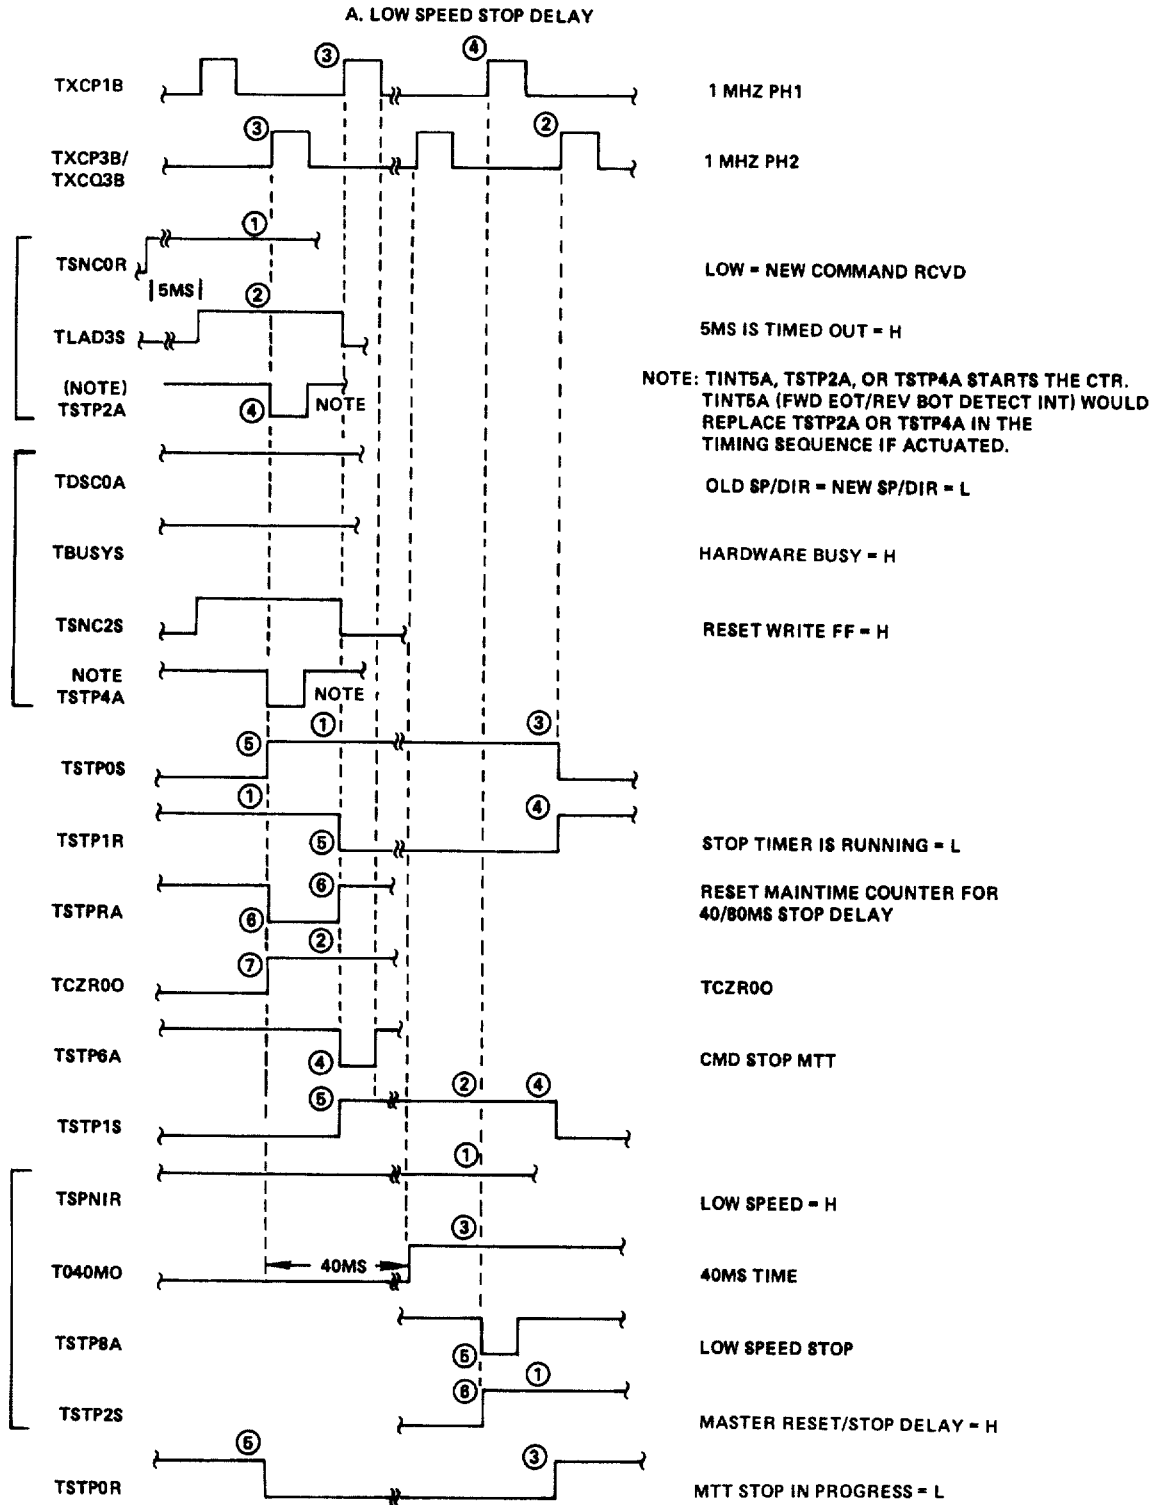 A. LOW SPEED STOP DELAY
③ ④
TXCP1B 1 MHZ PH1
③ ②
TXCP3B/
TXCQ3B 1 MHZ PH2
①
TSNC0R LOW = NEW COMMAND RCVD
5MS
②
TLAD3S 5MS IS TIMED OUT = H
(NOTE)
TSTP2A ④ NOTE
NOTE: TINT5A, TSTP2A, OR TSTP4A STARTS THE CTR.
TINT5A (FWD EOT/REV BOT DETECT INT) WOULD
REPLACE TSTP2A OR TSTP4A IN THE
TIMING SEQUENCE IF ACTUATED.
TDSC0A OLD SP/DIR = NEW SP/DIR = L
TBUSYS HARDWARE BUSY = H
TSNC2S RESET WRITE FF = H
NOTE
TSTP4A NOTE
① ③
⑤
TSTP0S
① ④
TSTP1R ⑤ STOP TIMER IS RUNNING = L
⑥
TSTPRA ⑥ RESET MAINTIME COUNTER FOR
40/80MS STOP DELAY
②
⑦
TCZR0O TCZR0O
TSTP6A ④ CMD STOP MTT
⑤ ② ④
TSTP1S
①
TSPNIR LOW SPEED = H
③
T040MO 40MS 40MS TIME
TSTP8A ⑤ LOW SPEED STOP
⑥ ①
TSTP2S MASTER RESET/STOP DELAY = H
⑤ ③
TSTP0R MTT STOP IN PROGRESS = L